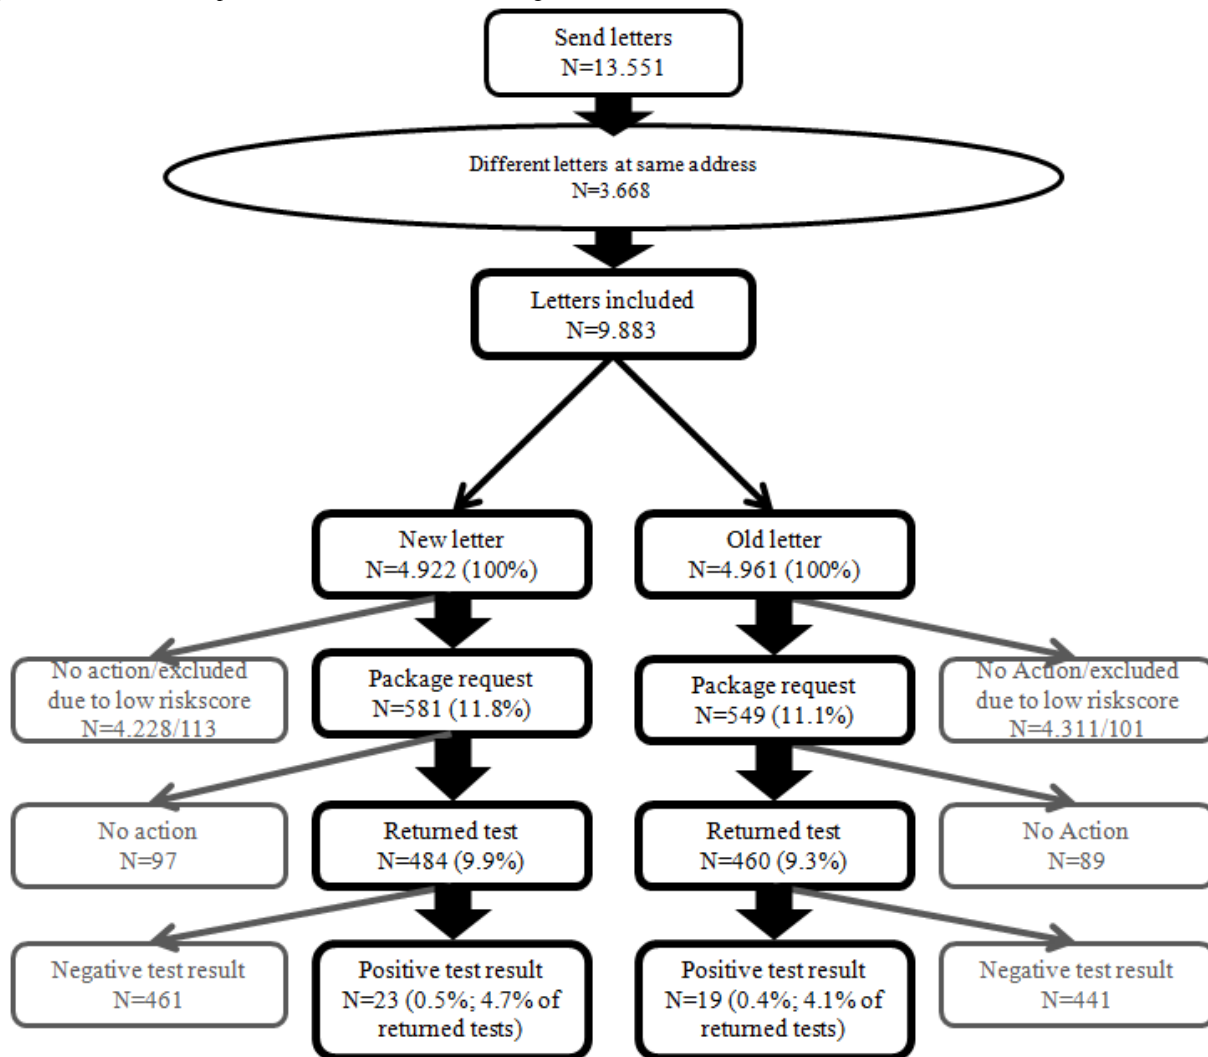 Send letters
N=13.551
Different letters at same address
N=3.668
Letters included
N=9.883
New letter
N=4.922 (100%)
Old letter
N=4.961 (100%)
No action/excluded
due to low riskscore
N=4.228/113
Package request
N=581 (11.8%)
Package request
N=549 (11.1%)
No Action/excluded
due to low riskscore
N=4.311/101
No action
N=97
Returned test
N=484 (9.9%)
Returned test
N=460 (9.3%)
No Action
N=89
Negative test result
N=461
Positive test result
N=23 (0.5%; 4.7% of
returned tests)
Positive test result
N=19 (0.4%; 4.1% of
returned tests)
Negative test result
N=441